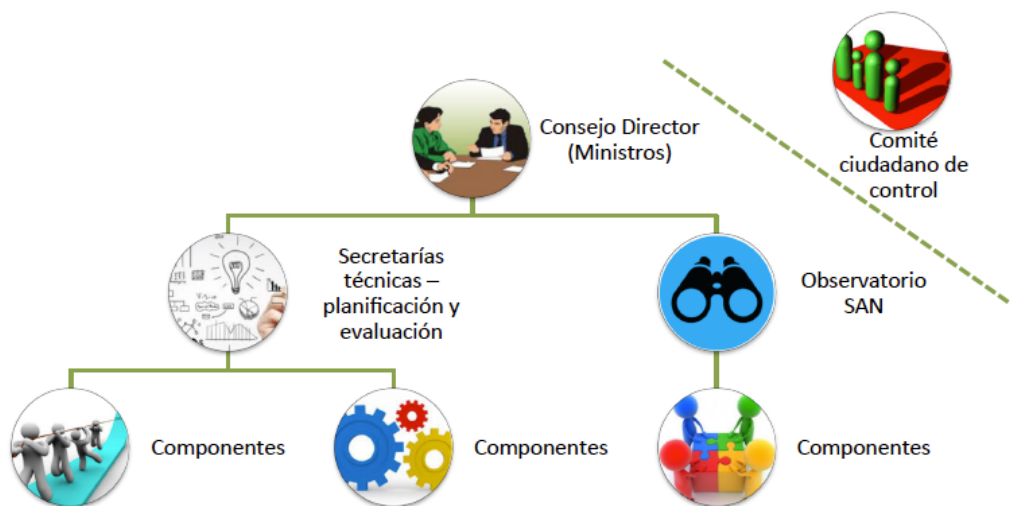 Comité
ciudadano de
control
Consejo Director
(Ministros)
Secretarías
técnicas –
planificación y
evaluación
Observatorio
SAN
Componentes
Componentes
Componentes